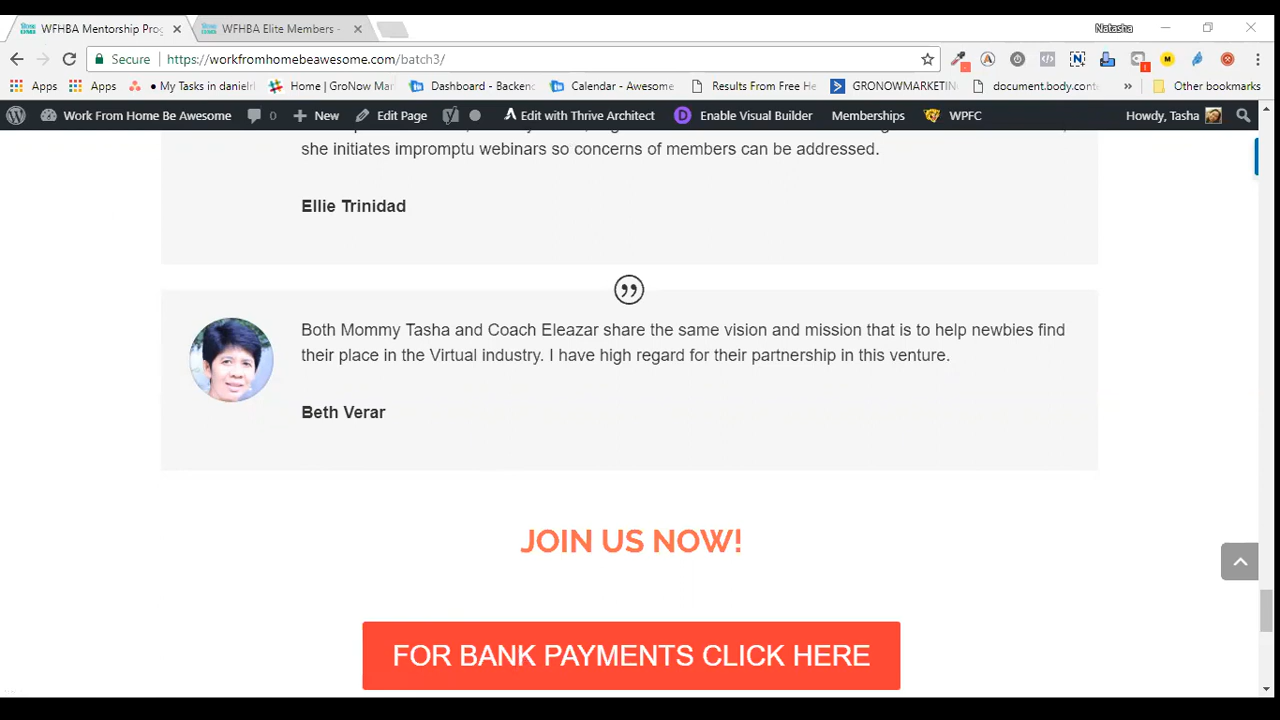 WFHBA Mentorship Prog
WFHBA Elite Members -
Natasha
Secure
https://workfromhomebeawesome.com/batch3/
Apps
Apps
My Tasks in danielr
Home | GroNow Mar
Dashboard - Backen
Calendar - Awesome
Results From Free He
GRONOWMARKETIN
document.body.cont
»
Other bookmarks
Work From Home Be Awesome
0
New
Edit Page
Edit with Thrive Architect
D
Enable Visual Builder
Memberships
WPFC
Howdy, Tasha
she initiates impromptu webinars so concerns of members can be addressed.
Ellie Trinidad
Both Mommy Tasha and Coach Eleazar share the same vision and mission that is to help newbies find
their place in the Virtual industry. I have high regard for their partnership in this venture.
Beth Verar
JOIN US NOW!
FOR BANK PAYMENTS CLICK HERE